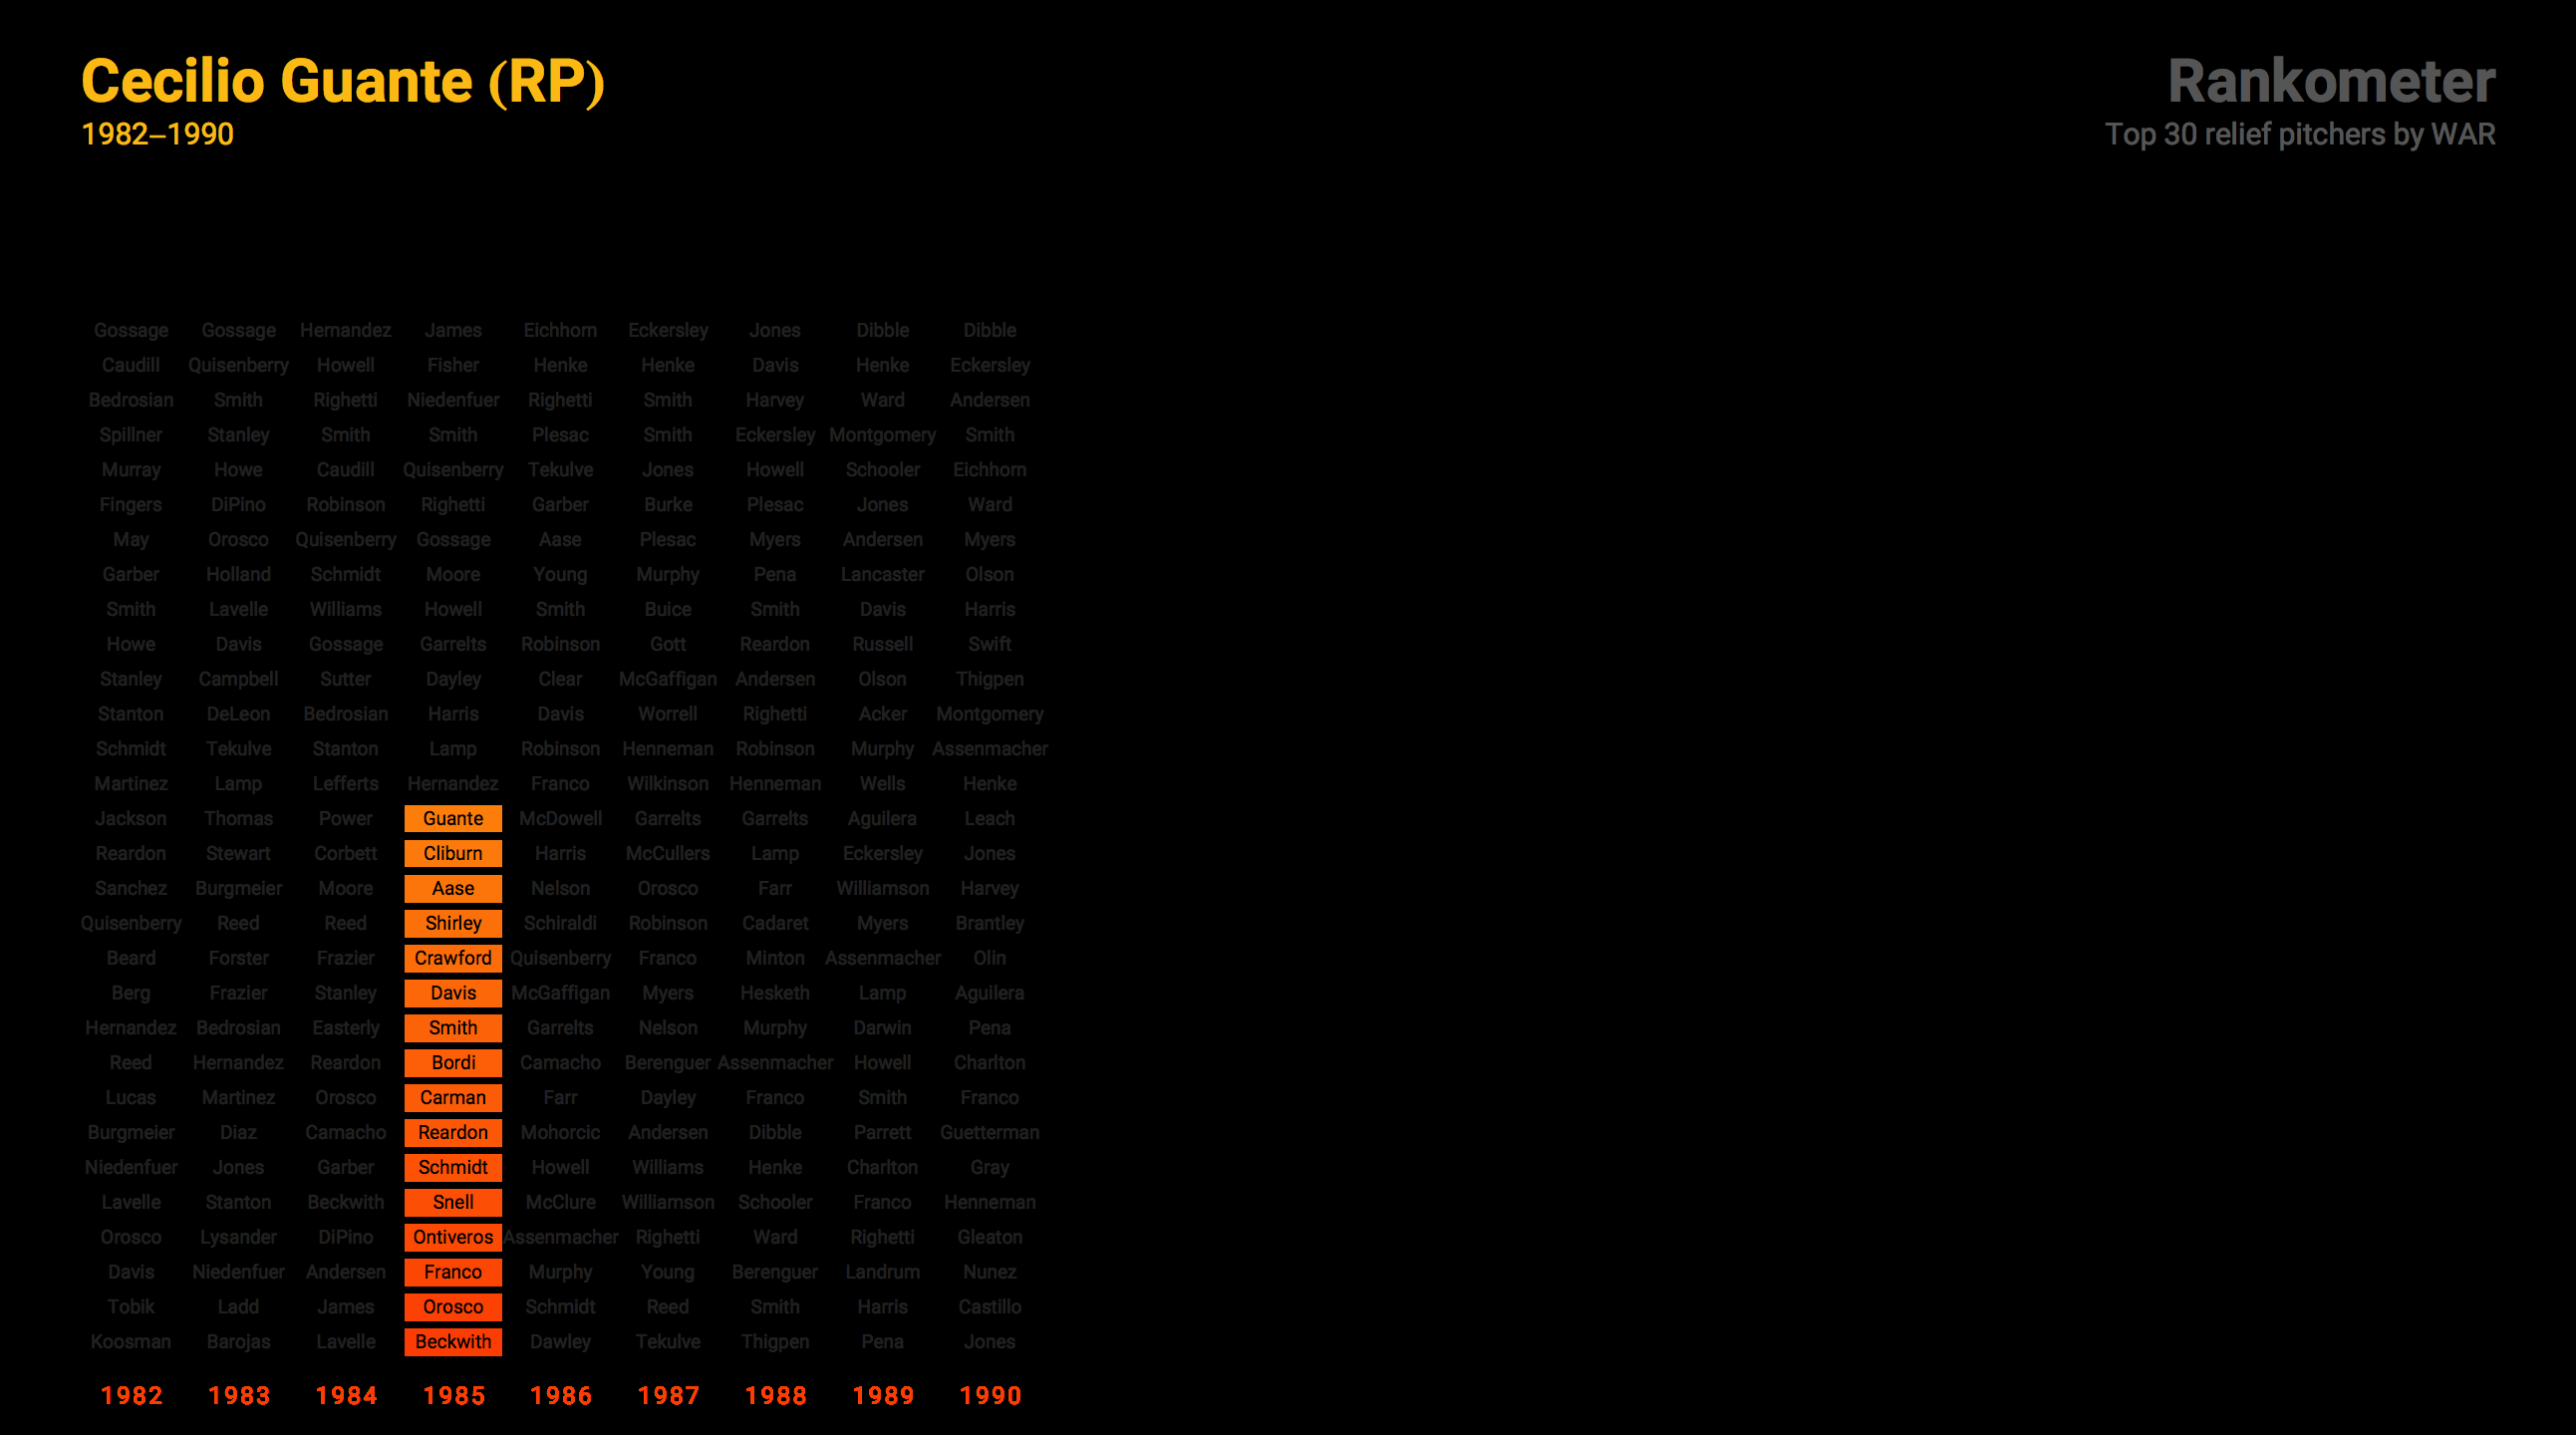 Cecilio Guante (RP)
1982–1990
Rankometer
Top 30 relief pitchers by WAR
Gossage Gossage Hernandez James Eichhorn Eckersley Jones Dibble Dibble
Caudill Quisenberry Howell Fisher Henke Henke Davis Henke Eckersley
Bedrosian Smith Righetti Niedenfuer Righetti Smith Harvey Ward Andersen
Spillner Stanley Smith Smith Plesac Smith Eckersley Montgomery Smith
Murray Howe Caudill Quisenberry Tekulve Jones Howell Schooler Eichhorn
Fingers DiPino Robinson Righetti Garber Burke Plesac Jones Ward
May Orosco Quisenberry Gossage Aase Plesac Myers Andersen Myers
Garber Holland Schmidt Moore Young Murphy Pena Lancaster Olson
Smith Lavelle Williams Howell Smith Buice Smith Davis Harris
Howe Davis Gossage Garrelts Robinson Gott Reardon Russell Swift
Stanley Campbell Sutter Dayley Clear McGaffigan Andersen Olson Thigpen
Stanton DeLeon Bedrosian Harris Davis Worrell Righetti Acker Montgomery
Schmidt Tekulve Stanton Lamp Robinson Henneman Robinson Murphy Assenmacher
Martinez Lamp Lefferts Hernandez Franco Wilkinson Henneman Wells Henke
Jackson Thomas Power Guante McDowell Garrelts Garrelts Aguilera Leach
Reardon Stewart Corbett Cliburn Harris McCullers Lamp Eckersley Jones
Sanchez Burgmeier Moore Aase Nelson Orosco Farr Williamson Harvey
Quisenberry Reed Reed Shirley Schiraldi Robinson Cadaret Myers Brantley
Beard Forster Frazier Crawford Quisenberry Franco Minton Assenmacher Olin
Berg Frazier Stanley Davis McGaffigan Myers Hesketh Lamp Aguilera
Hernandez Bedrosian Easterly Smith Garrelts Nelson Murphy Darwin Pena
Reed Hernandez Reardon Bordi Camacho Berenguer Assenmacher Howell Charlton
Lucas Martinez Orosco Carman Farr Dayley Franco Smith Franco
Burgmeier Diaz Camacho Reardon Mohorcic Andersen Dibble Parrett Guetterman
Niedenfuer Jones Garber Schmidt Howell Williams Henke Charlton Gray
Lavelle Stanton Beckwith Snell McClure Williamson Schooler Franco Henneman
Orosco Lysander DiPino Ontiveros Assenmacher Righetti Ward Righetti Gleaton
Davis Niedenfuer Andersen Franco Murphy Young Berenguer Landrum Nunez
Tobik Ladd James Orosco Schmidt Reed Smith Harris Castillo
Koosman Barojas Lavelle Beckwith Dawley Tekulve Thigpen Pena Jones
1982 1983 1984 1985 1986 1987 1988 1989 1990